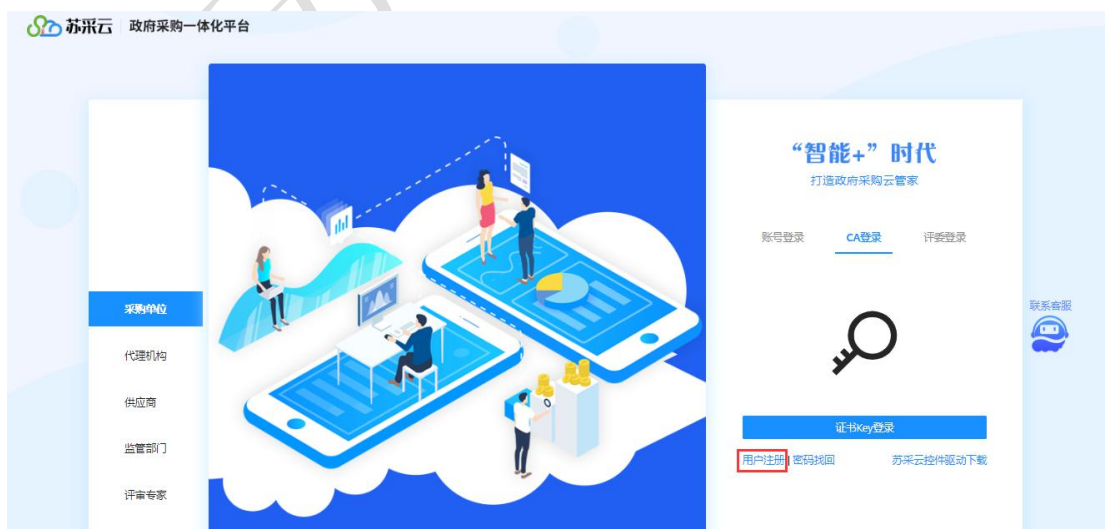 苏采云 政府采购一体化平台
“智能+”时代
打造政府采购云管家
账号登录 CA登录 评委登录
采购单位
代理机构
供应商
监管部门
评审专家
联系客服
证书Key登录
用户注册 | 密码找回 苏采云控件驱动下载